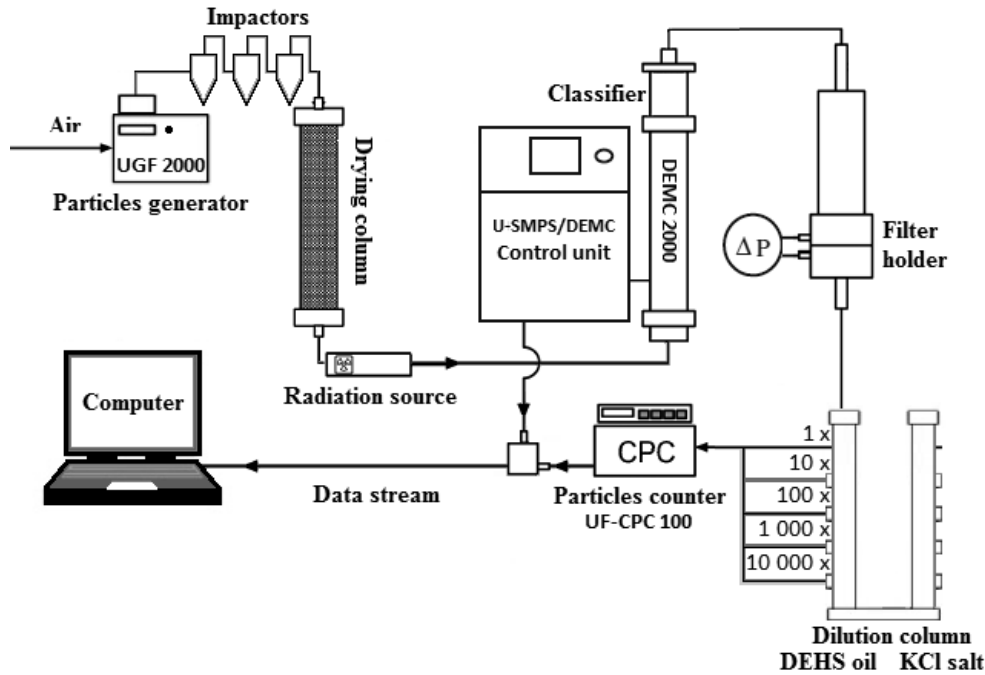 Impactors
Air
UGF 2000
Particles generator
Drying column
Classifier
DEMC 2000
U-SMPS/DEMC
Control unit
ΔP
Filter
holder
Radiation source
Computer
Data stream
CPC
Particles counter
UF-CPC 100
1 x
10 x
100 x
1 000 x
10 000 x
Dilution column
DEHS oil KCl salt